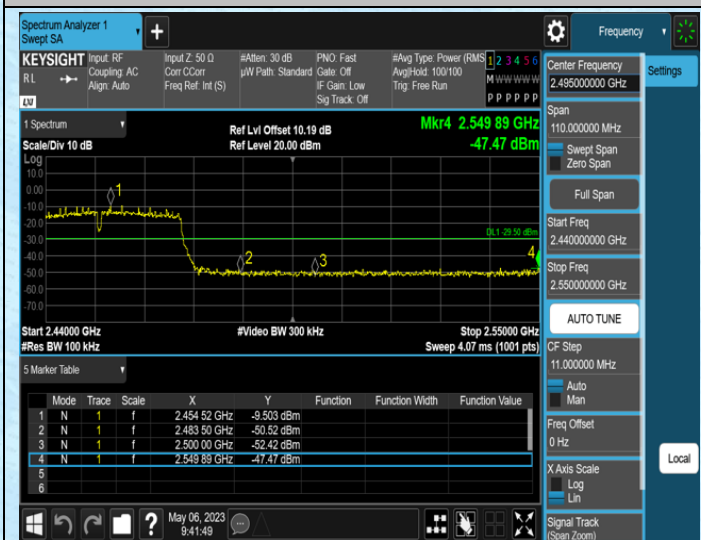 Spectrum Analyzer 1
Swept SA
+
Frequency
KEYSIGHT
RL
LXI
Input: RF
Coupling: AC
Align: Auto
Input Z: 50 Ω
Corr CCorr
Freq Ref: Int (S)
#Atten: 30 dB
µW Path: Standard
PNO: Fast
Gate: Off
IF Gain: Low
Sig Track: Off
#Avg Type: Power (RMS
Avg|Hold: 100/100
Trig: Free Run
1 2 3 4 5 6
M W W W W W
P P P P P P
1 Spectrum
Scale/Div 10 dB
Ref Lvl Offset 10.19 dB
Ref Level 20.00 dBm
Mkr4 2.549 89 GHz
-47.47 dBm
Log
10.0
0.00
-10.0
-20.0
-30.0
-40.0
-50.0
-60.0
-70.0
1
DL1 -29.50 dBm
2
3
4
Start 2.44000 GHz
#Res BW 100 kHz
#Video BW 300 kHz
Stop 2.55000 GHz
Sweep 4.07 ms (1001 pts)
5 Marker Table
Mode Trace Scale X Y Function Function Width Function Value
1 N 1 f 2.454 52 GHz -9.503 dBm
2 N 1 f 2.483 50 GHz -50.52 dBm
3 N 1 f 2.500 00 GHz -52.42 dBm
4 N 1 f 2.549 89 GHz -47.47 dBm
5
6
?
May 06, 2023
9:41:49
Center Frequency
2.495000000 GHz
Span
110.000000 MHz
Swept Span
Zero Span
Full Span
Start Freq
2.440000000 GHz
Stop Freq
2.550000000 GHz
AUTO TUNE
CF Step
11.000000 MHz
Auto
Man
Freq Offset
0 Hz
X Axis Scale
Log
Lin
Signal Track
(Span Zoom)
Settings
Local